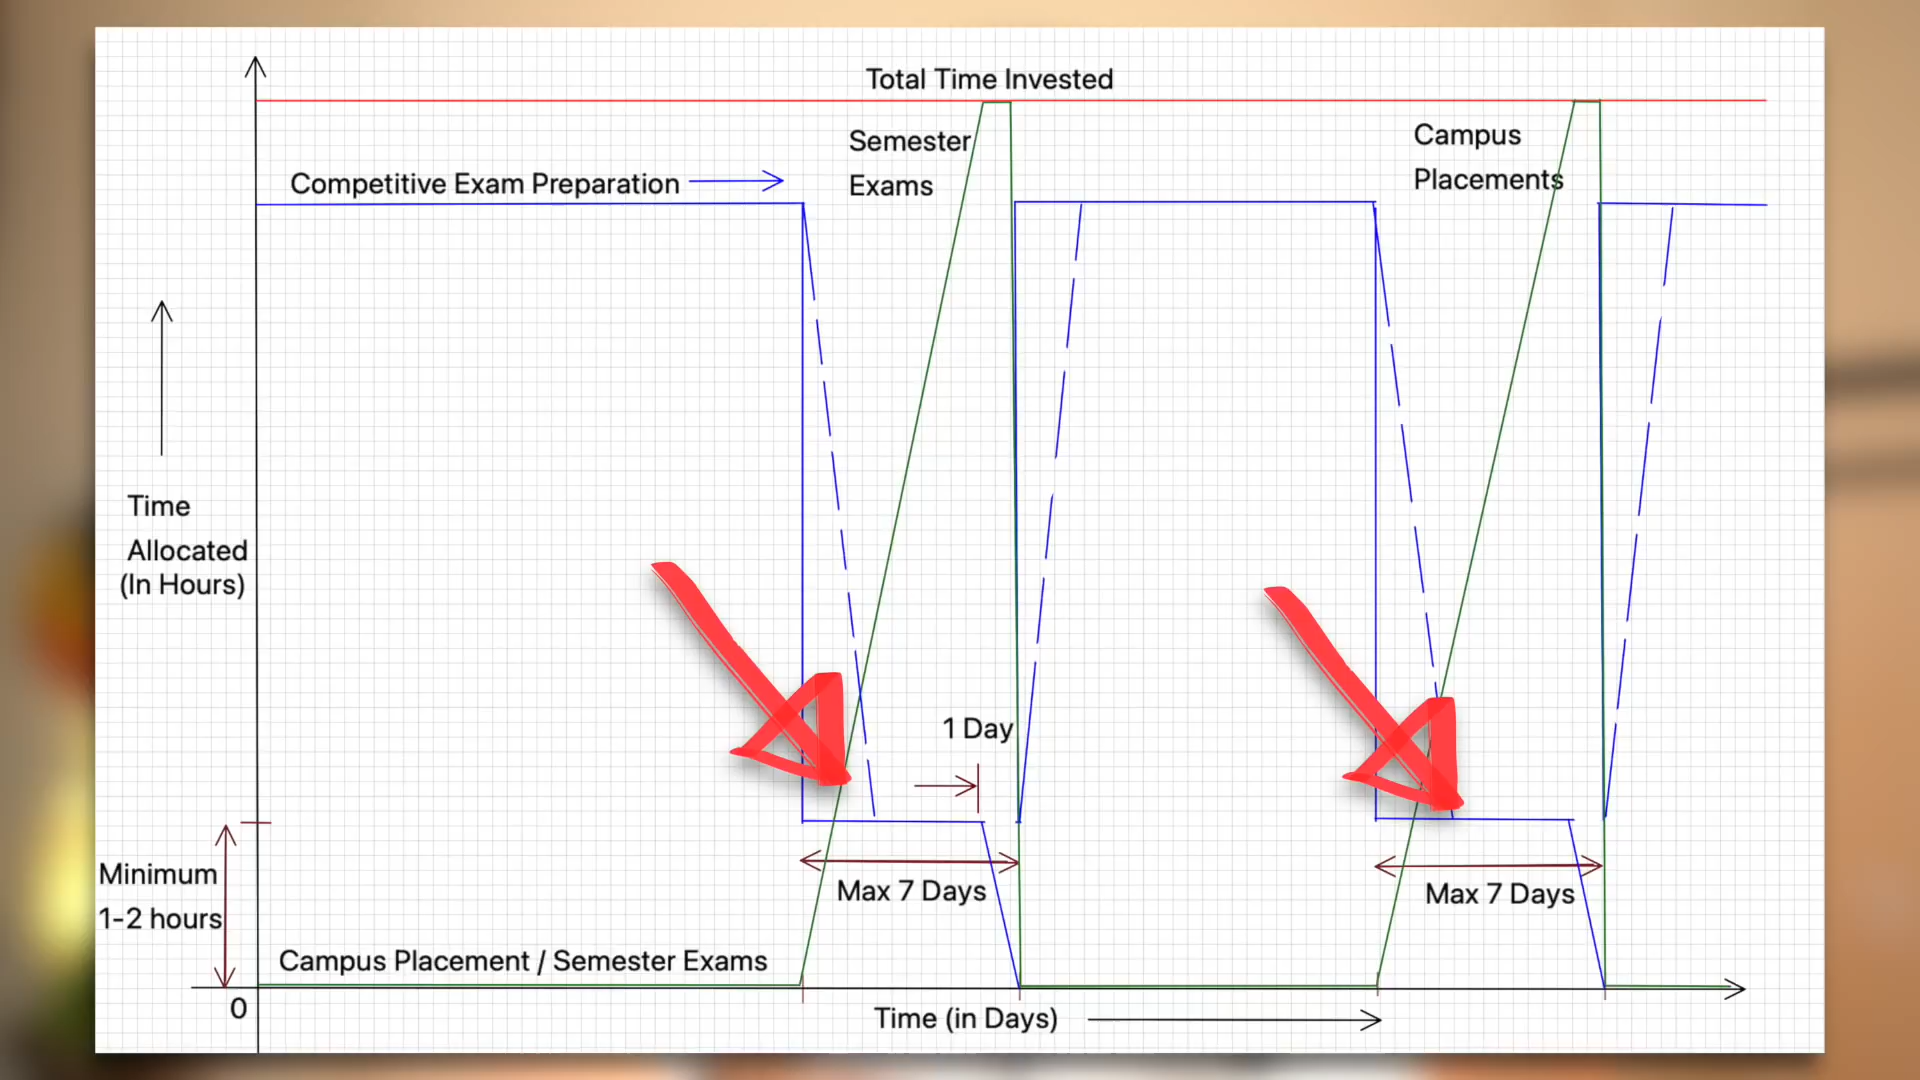 Total Time Invested
Semester
Exams
Campus
Placements
Competitive Exam Preparation
Time
Allocated
(In Hours)
1 Day
Minimum
1-2 hours
Max 7 Days
Max 7 Days
Campus Placement / Semester Exams
0
Time (in Days)